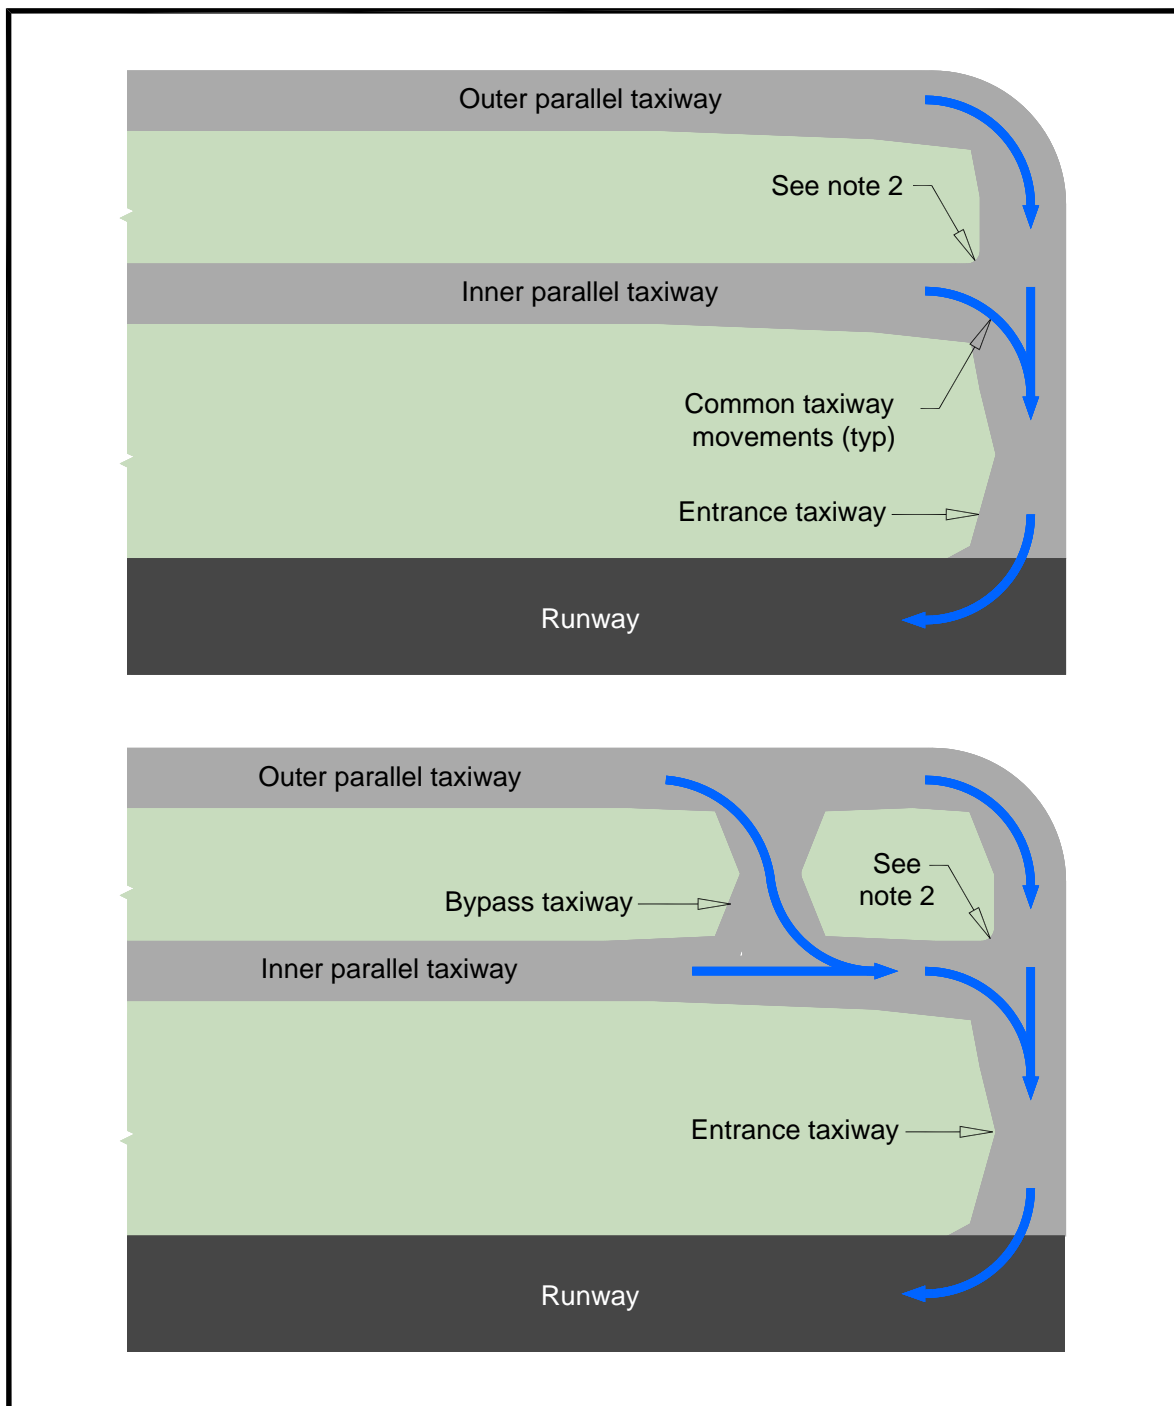 Outer parallel taxiway
See note 2
Inner parallel taxiway
Common taxiway
movements (typ)
Entrance taxiway
Runway
Outer parallel taxiway
See
note 2
Bypass taxiway
Inner parallel taxiway
Entrance taxiway
Runway